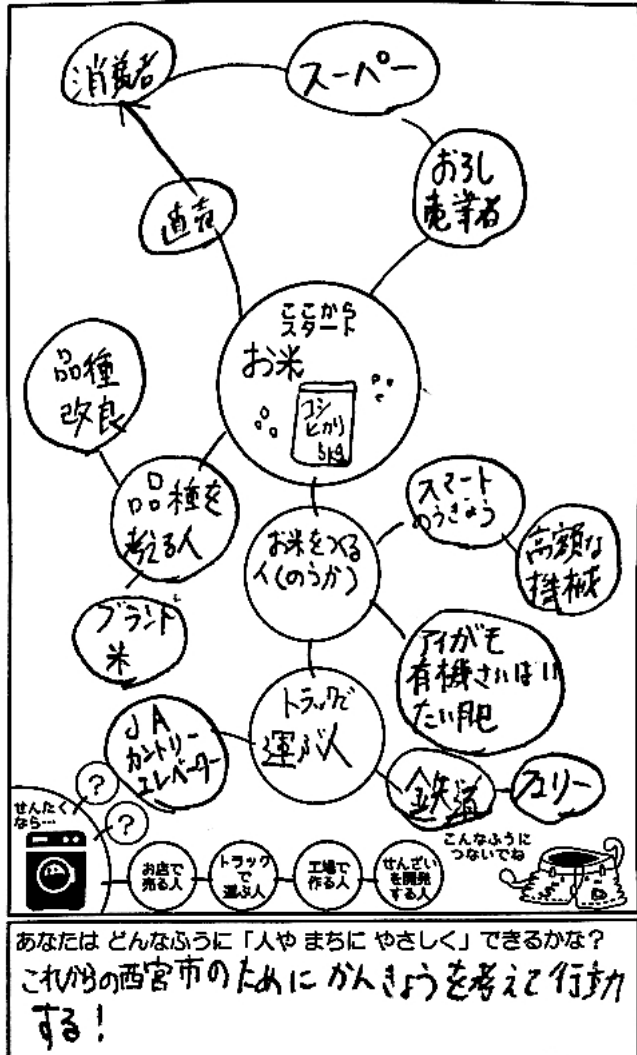 消費者
スーパー
おろし
売業者
直売
ここから
スタート
お米
コシ
ヒカリ
5kg
品種
改良
品種を
考える人
ブランド
米
お米をつくる
人(のうか)
スマート
のうぎょう
高額な
機械
アイガモ
有機さいばい
たい肥
トラックで
運ぶ人
JA
カントリー
エレベーター
鉄道
フェリー
せんたく
なら…
?
?
お店で
売る人
トラック
で
運ぶ人
工場で
作る人
せんざい
を開発
する人
こんなふうに
つないでね
あなたは どんなふうに「人や まちに やさしく」できるかな?
これからの西宮市のために かんきょうを考えて行動
する!